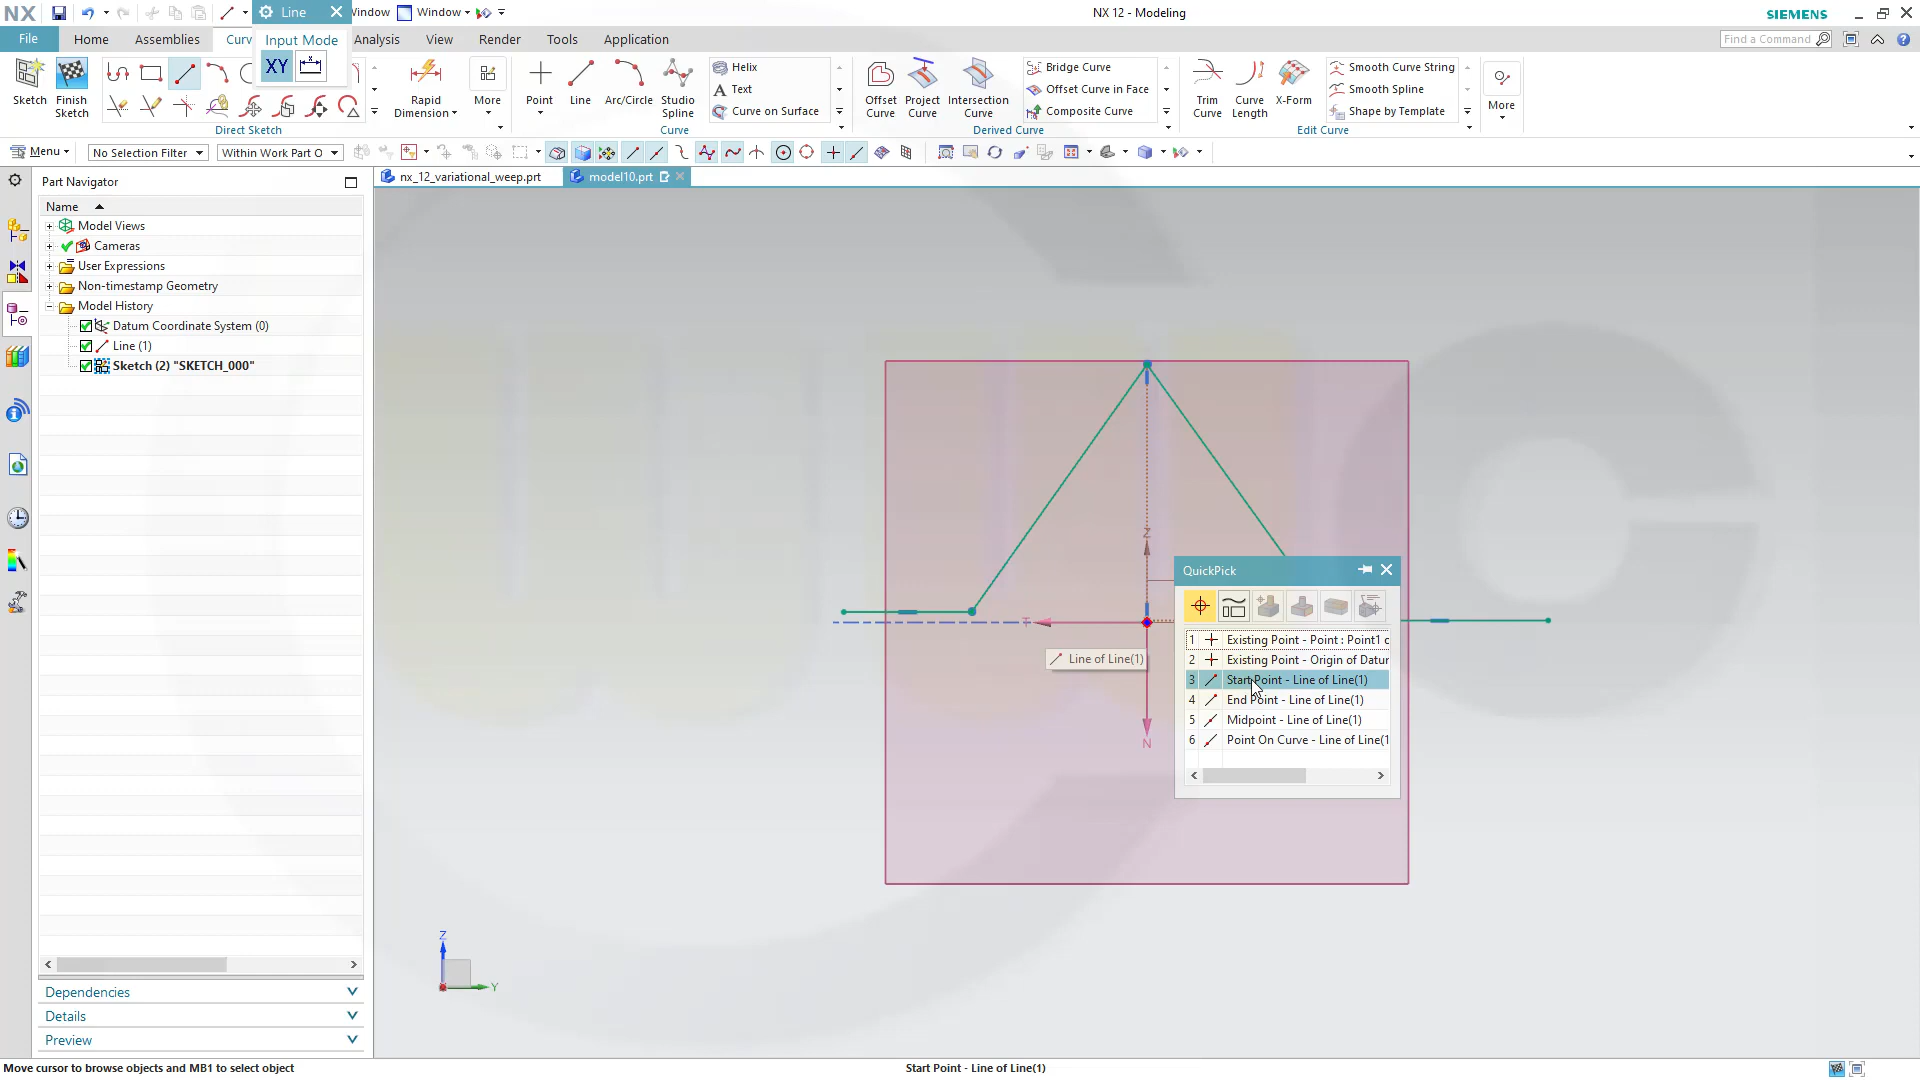 NX
Line
Window
Window
NX 12 - Modeling
SIEMENS
File
Home
Assemblies
Curv
Input Mode
Analysis
View
Render
Tools
Application
Find a Command
XY
Sketch
Finish
Sketch
Rapid
Dimension
More
Point
Line
Arc/Circle
Studio
Spline
Helix
Text
Curve on Surface
Offset
Curve
Project
Curve
Intersection
Curve
Bridge Curve
Offset Curve in Face
Composite Curve
Trim
Curve
Curve
Length
X-Form
Smooth Curve String
Smooth Spline
Shape by Template
More
Direct Sketch
Curve
Derived Curve
Edit Curve
Menu
No Selection Filter
Within Work Part O
Part Navigator
nx_12_variational_weep.prt
model10.prt
Name
Model Views
Cameras
User Expressions
Non-timestamp Geometry
Model History
Datum Coordinate System (0)
Line (1)
Sketch (2) "SKETCH_000"
Z
T
N
Line of Line(1)
QuickPick
1 Existing Point - Point : Point1 o
2 Existing Point - Origin of Datur
3 Start Point - Line of Line(1)
4 End Point - Line of Line(1)
5 Midpoint - Line of Line(1)
6 Point On Curve - Line of Line(1
Z
Y
Dependencies
Details
Preview
Move cursor to browse objects and MB1 to select object
Start Point - Line of Line(1)